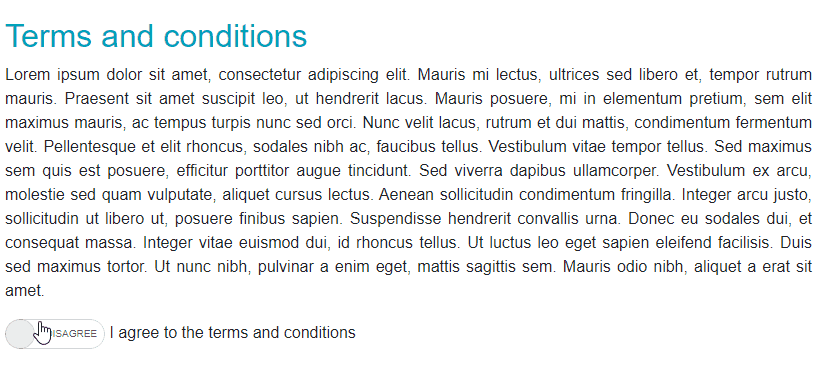 Terms and conditions
Lorem ipsum dolor sit amet, consectetur adipiscing elit. Mauris mi lectus, ultrices sed libero et, tempor rutrum
mauris. Praesent sit amet suscipit leo, ut hendrerit lacus. Mauris posuere, mi in elementum pretium, sem elit
maximus mauris, ac tempus turpis nunc sed orci. Nunc velit lacus, rutrum et dui mattis, condimentum fermentum
velit. Pellentesque et elit rhoncus, sodales nibh ac, faucibus tellus. Vestibulum vitae tempor tellus. Sed maximus
sem quis est posuere, efficitur porttitor augue tincidunt. Sed viverra dapibus ullamcorper. Vestibulum ex arcu,
molestie sed quam vulputate, aliquet cursus lectus. Aenean sollicitudin condimentum fringilla. Integer arcu justo,
sollicitudin ut libero ut, posuere finibus sapien. Suspendisse hendrerit convallis urna. Donec eu sodales dui, et
consequat massa. Integer vitae euismod dui, id rhoncus tellus. Ut luctus leo eget sapien eleifend facilisis. Duis
sed maximus tortor. Ut nunc nibh, pulvinar a enim eget, mattis sagittis sem. Mauris odio nibh, aliquet a erat sit
amet.
ISAGREE I agree to the terms and conditions